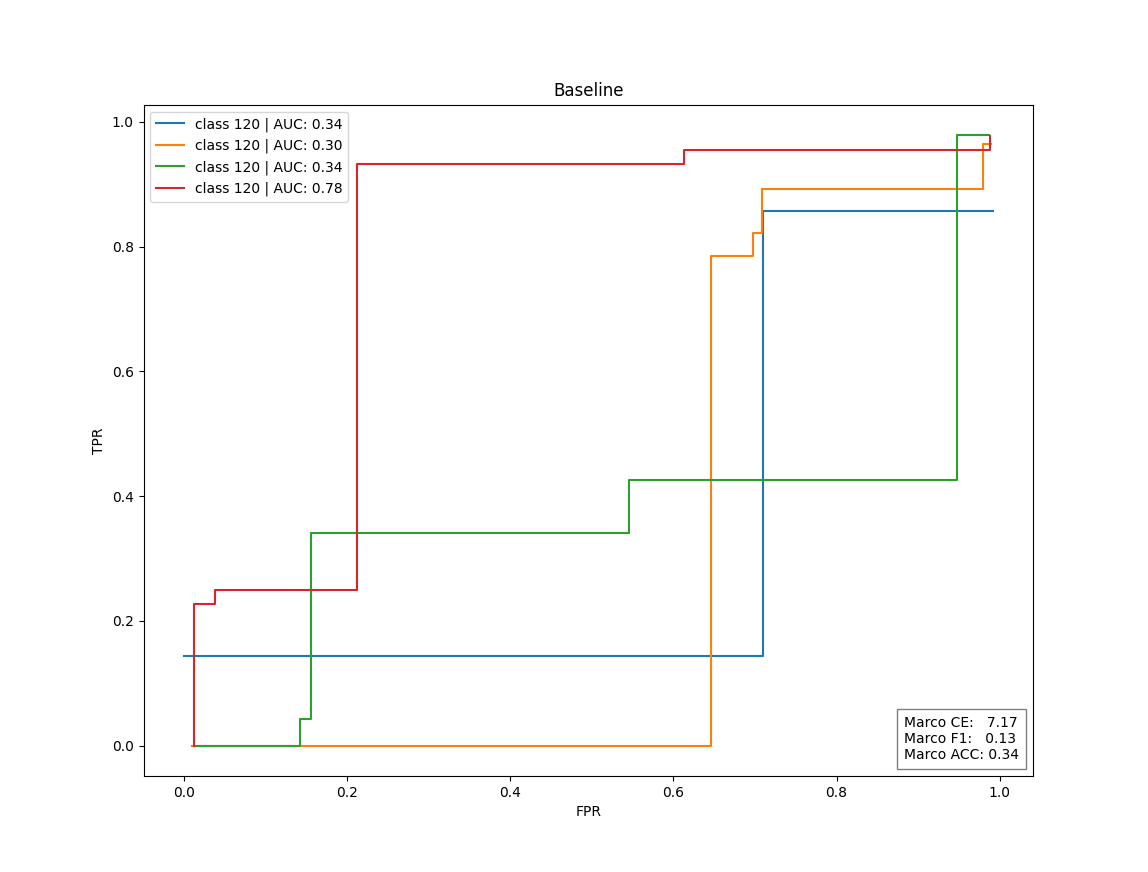 Baseline
class 120 | AUC: 0.34
class 120 | AUC: 0.30
class 120 | AUC: 0.34
class 120 | AUC: 0.78
1.0
0.8
0.6
0.4
0.2
0.0
TPR
Marco CE: 7.17
Marco F1: 0.13
Marco ACC: 0.34
0.0 0.2 0.4 0.6 0.8 1.0
FPR